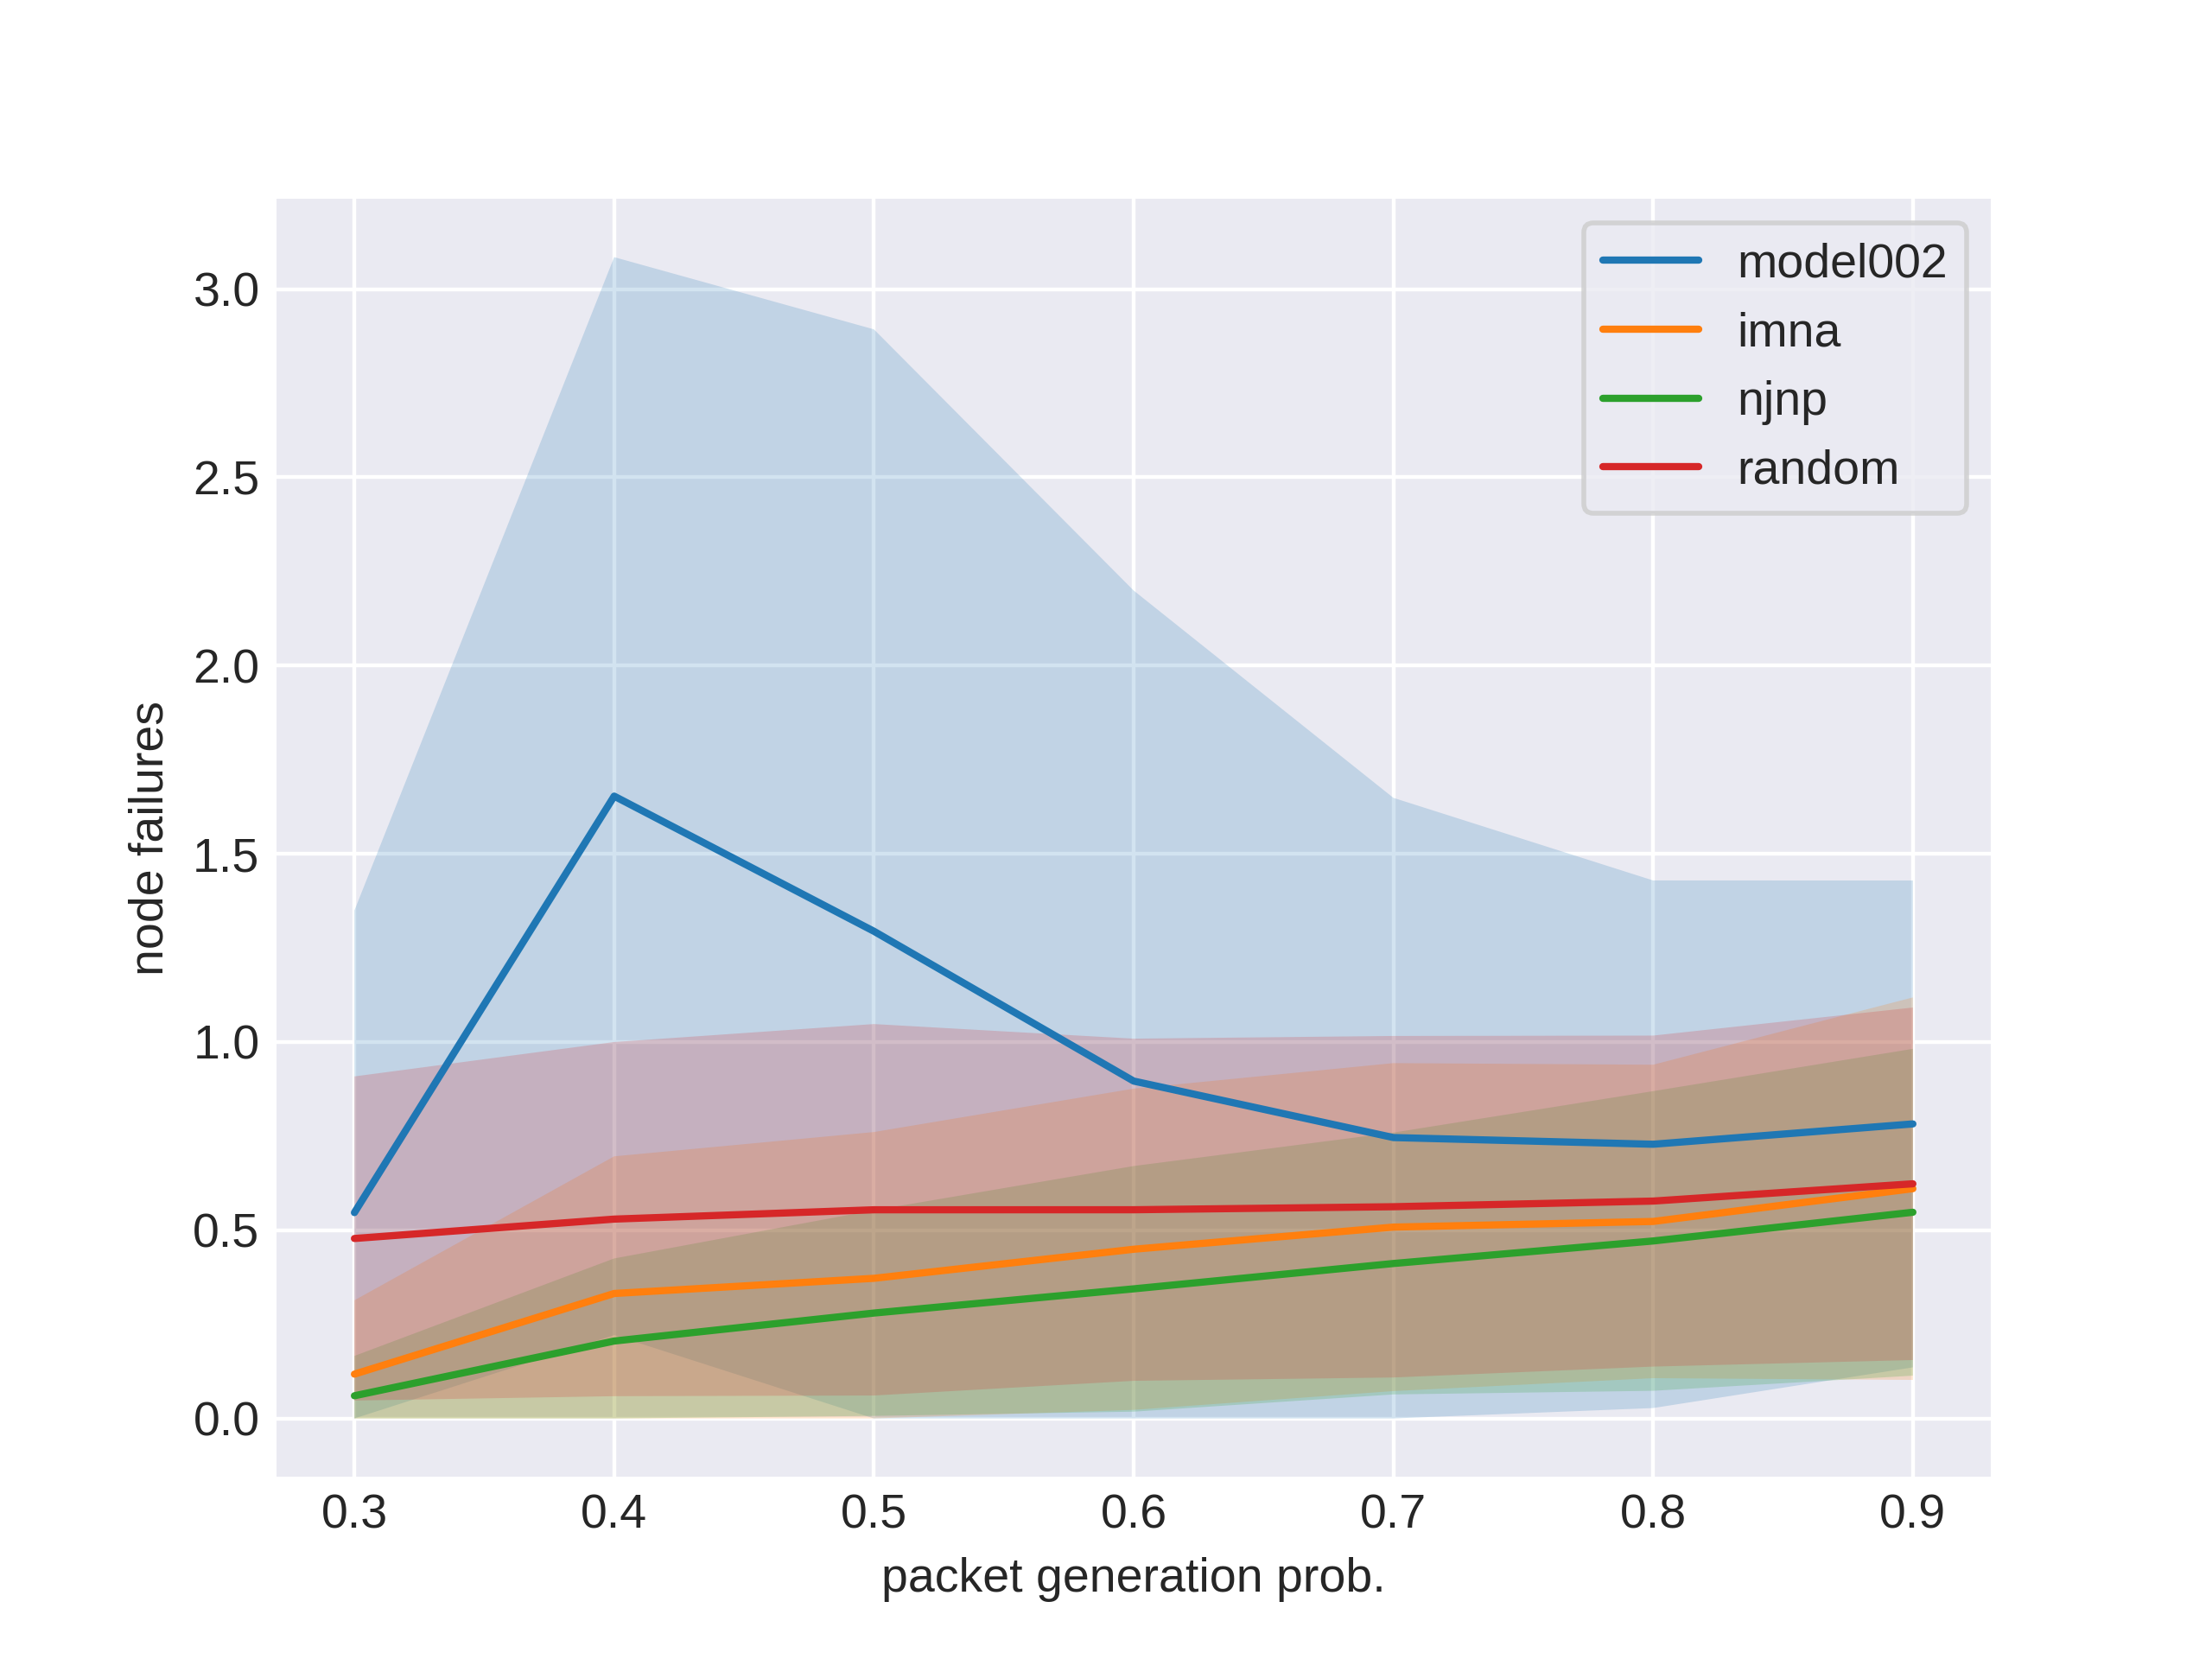 model002
imna
njnp
random
3.0
2.5
2.0
1.5
1.0
0.5
0.0
node failures
0.3 0.4 0.5 0.6 0.7 0.8 0.9
packet generation prob.